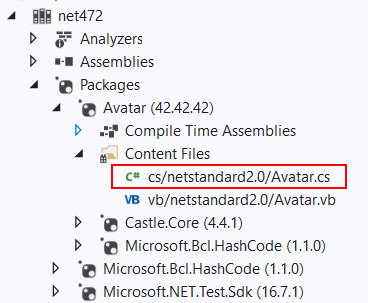 net472
Analyzers
Assemblies
Packages
Avatar (42.42.42)
Compile Time Assemblies
Content Files
C# cs/netstandard2.0/Avatar.cs
VB vb/netstandard2.0/Avatar.vb
Castle.Core (4.4.1)
Microsoft.Bcl.HashCode (1.1.0)
Microsoft.Bcl.HashCode (1.1.0)
Microsoft.NET.Test.Sdk (16.7.1)